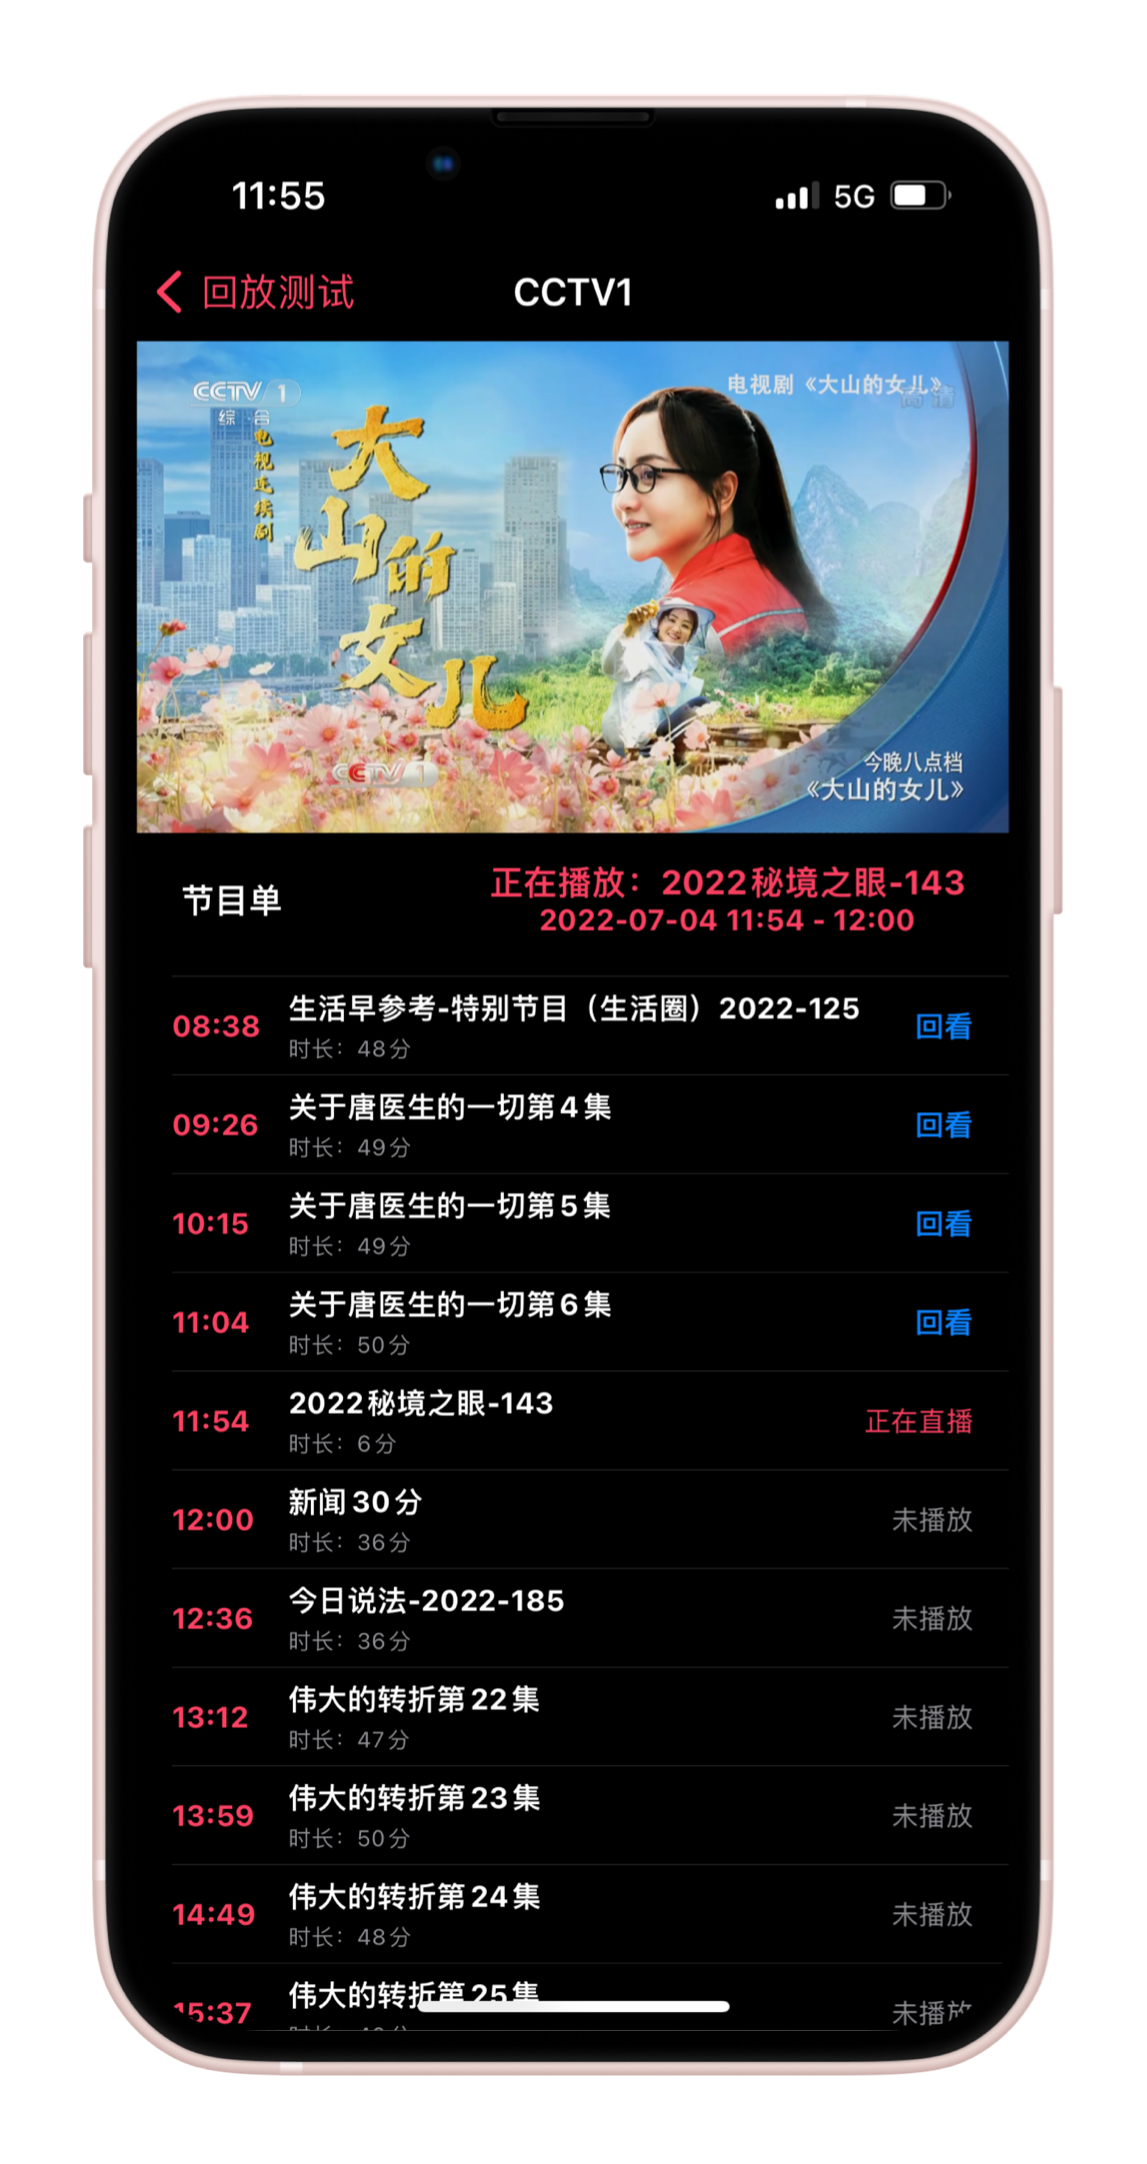 11:55
5G
回放测试
CCTV1
CCTV 1
综合
电视剧《大山的女儿》
高清
电视连续剧
大山的女儿
CCTV 1
今晚八点档
《大山的女儿》
节目单
正在播放：2022秘境之眼-143
2022-07-04 11:54 - 12:00
08:38
生活早参考-特别节目（生活圈）2022-125
时长：48分
回看
09:26
关于唐医生的一切第4集
时长：49分
回看
10:15
关于唐医生的一切第5集
时长：49分
回看
11:04
关于唐医生的一切第6集
时长：50分
回看
11:54
2022秘境之眼-143
时长：6分
正在直播
12:00
新闻30分
时长：36分
未播放
12:36
今日说法-2022-185
时长：36分
未播放
13:12
伟大的转折第22集
时长：47分
未播放
13:59
伟大的转折第23集
时长：50分
未播放
14:49
伟大的转折第24集
时长：48分
未播放
15:37
伟大的转折第25集
未播放